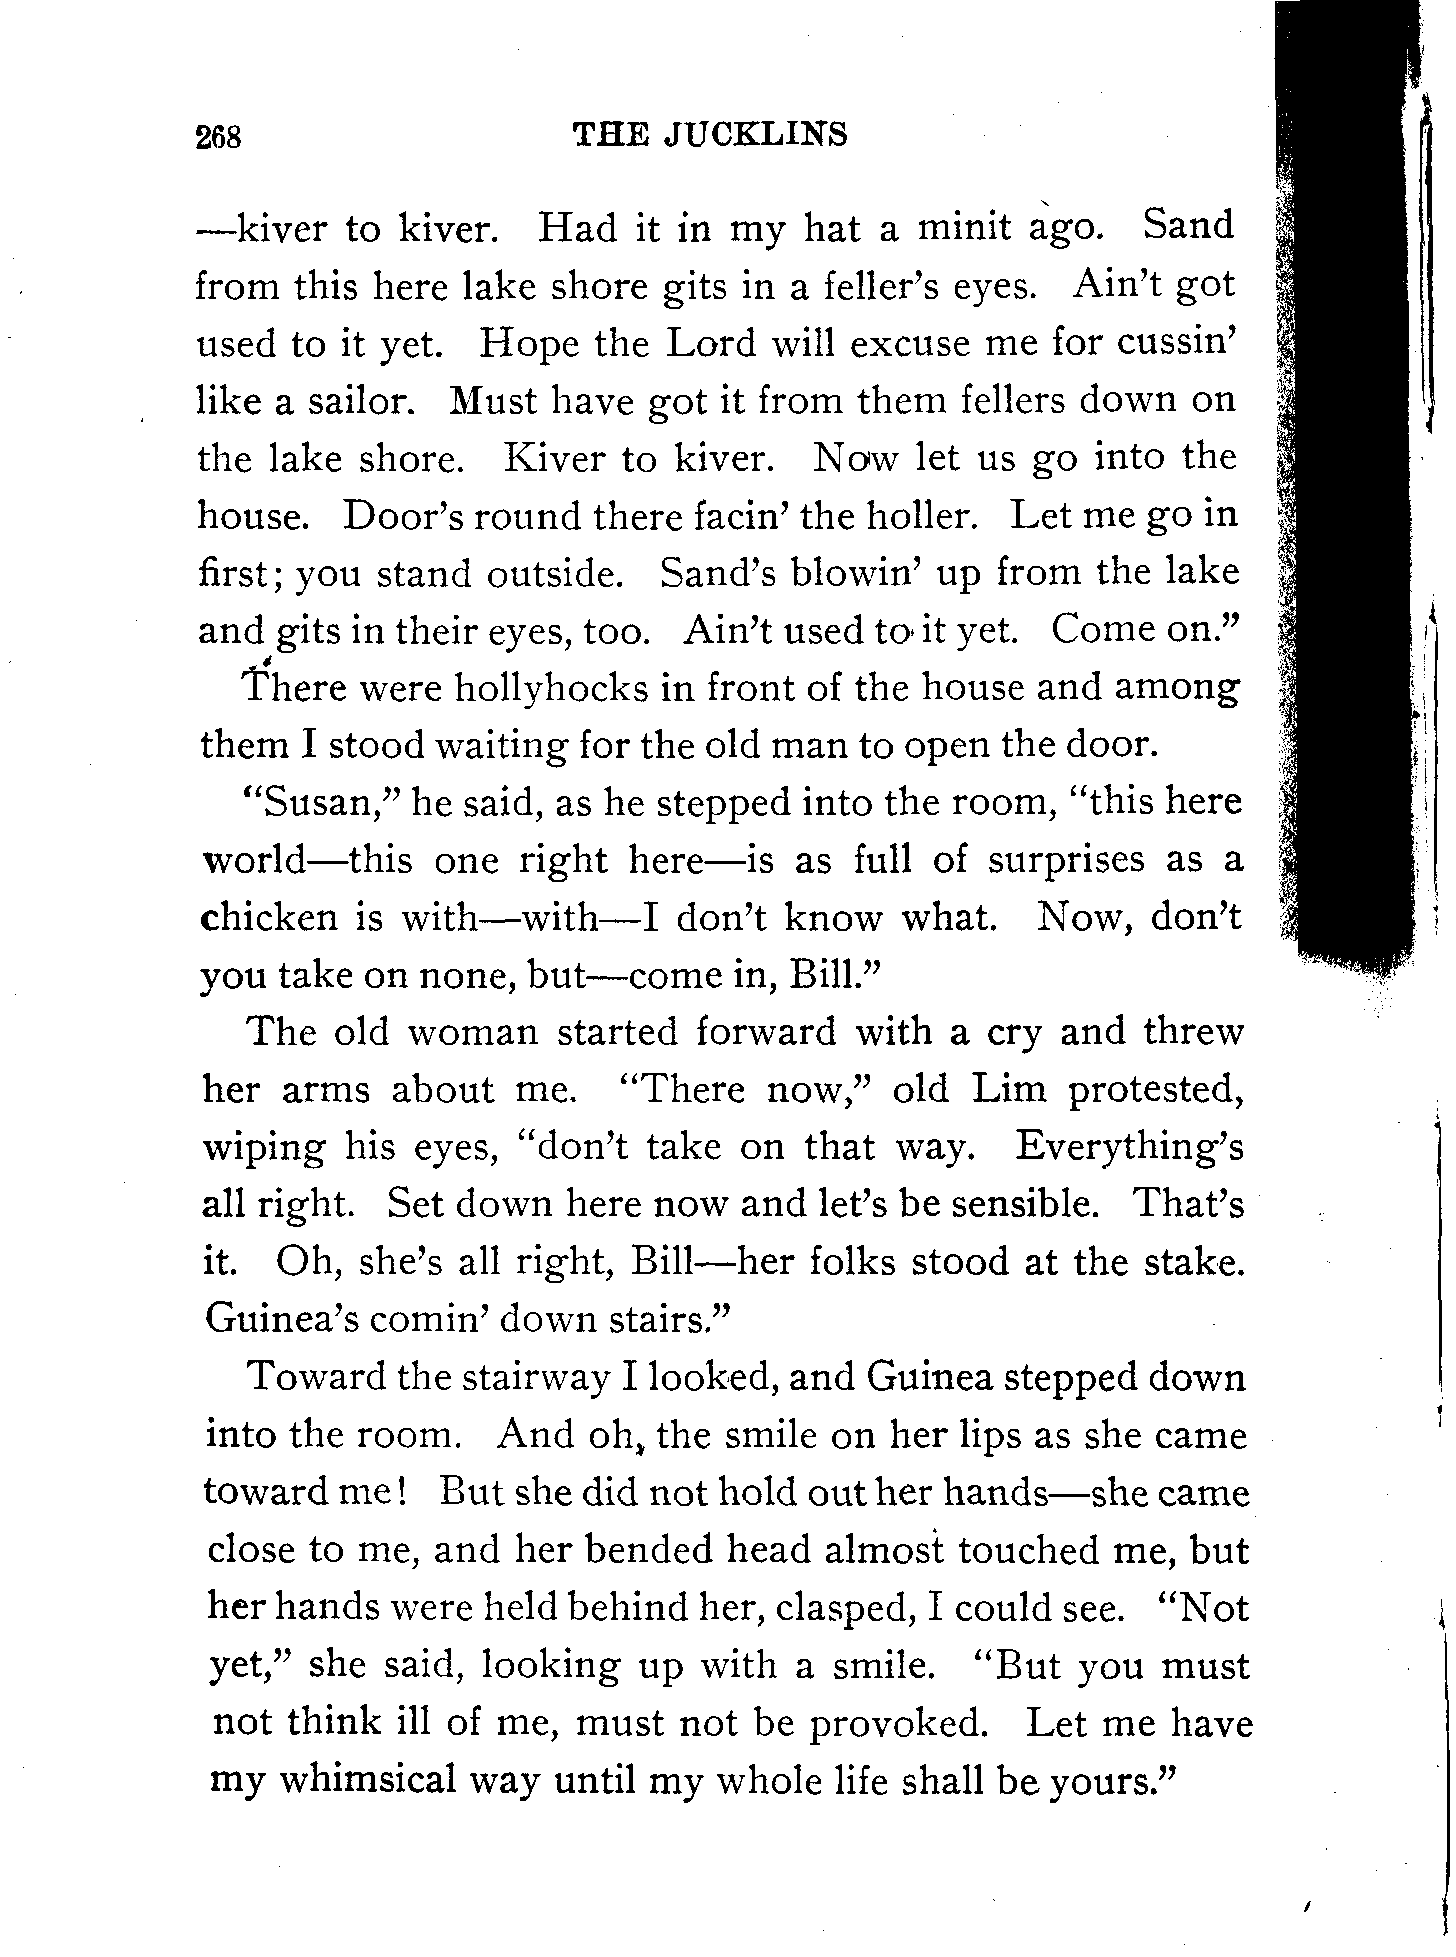 268 THE JUCKLINS
—kiver to kiver. Had it in my hat a minit ago. Sand
from this here lake shore gits in a feller's eyes. Ain't got
used to it yet. Hope the Lord will excuse me for cussin'
like a sailor. Must have got it from them fellers down on
the lake shore. Kiver to kiver. Now let us go into the
house. Door's round there facin' the holler. Let me go in
first; you stand outside. Sand's blowin' up from the lake
and gits in their eyes, too. Ain't used to it yet. Come on."
There were hollyhocks in front of the house and among
them I stood waiting for the old man to open the door.
"Susan," he said, as he stepped into the room, "this here
world—this one right here—is as full of surprises as a
chicken is with—with—I don't know what. Now, don't
you take on none, but—come in, Bill."
The old woman started forward with a cry and threw
her arms about me. "There now," old Lim protested,
wiping his eyes, "don't take on that way. Everything's
all right. Set down here now and let's be sensible. That's
it. Oh, she's all right, Bill—her folks stood at the stake.
Guinea's comin' down stairs."
Toward the stairway I looked, and Guinea stepped down
into the room. And oh, the smile on her lips as she came
toward me! But she did not hold out her hands—she came
close to me, and her bended head almost touched me, but
her hands were held behind her, clasped, I could see. "Not
yet," she said, looking up with a smile. "But you must
not think ill of me, must not be provoked. Let me have
my whimsical way until my whole life shall be yours."